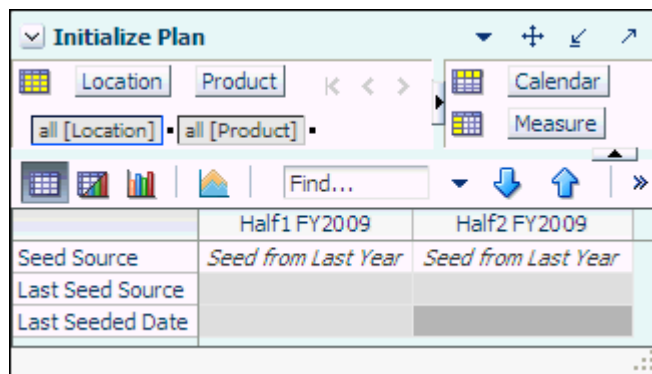 Initialize Plan
Location Product Calendar
all [Location] all [Product] Measure
Find...
Half1 FY2009 Half2 FY2009
Seed Source Seed from Last Year Seed from Last Year
Last Seed Source
Last Seeded Date